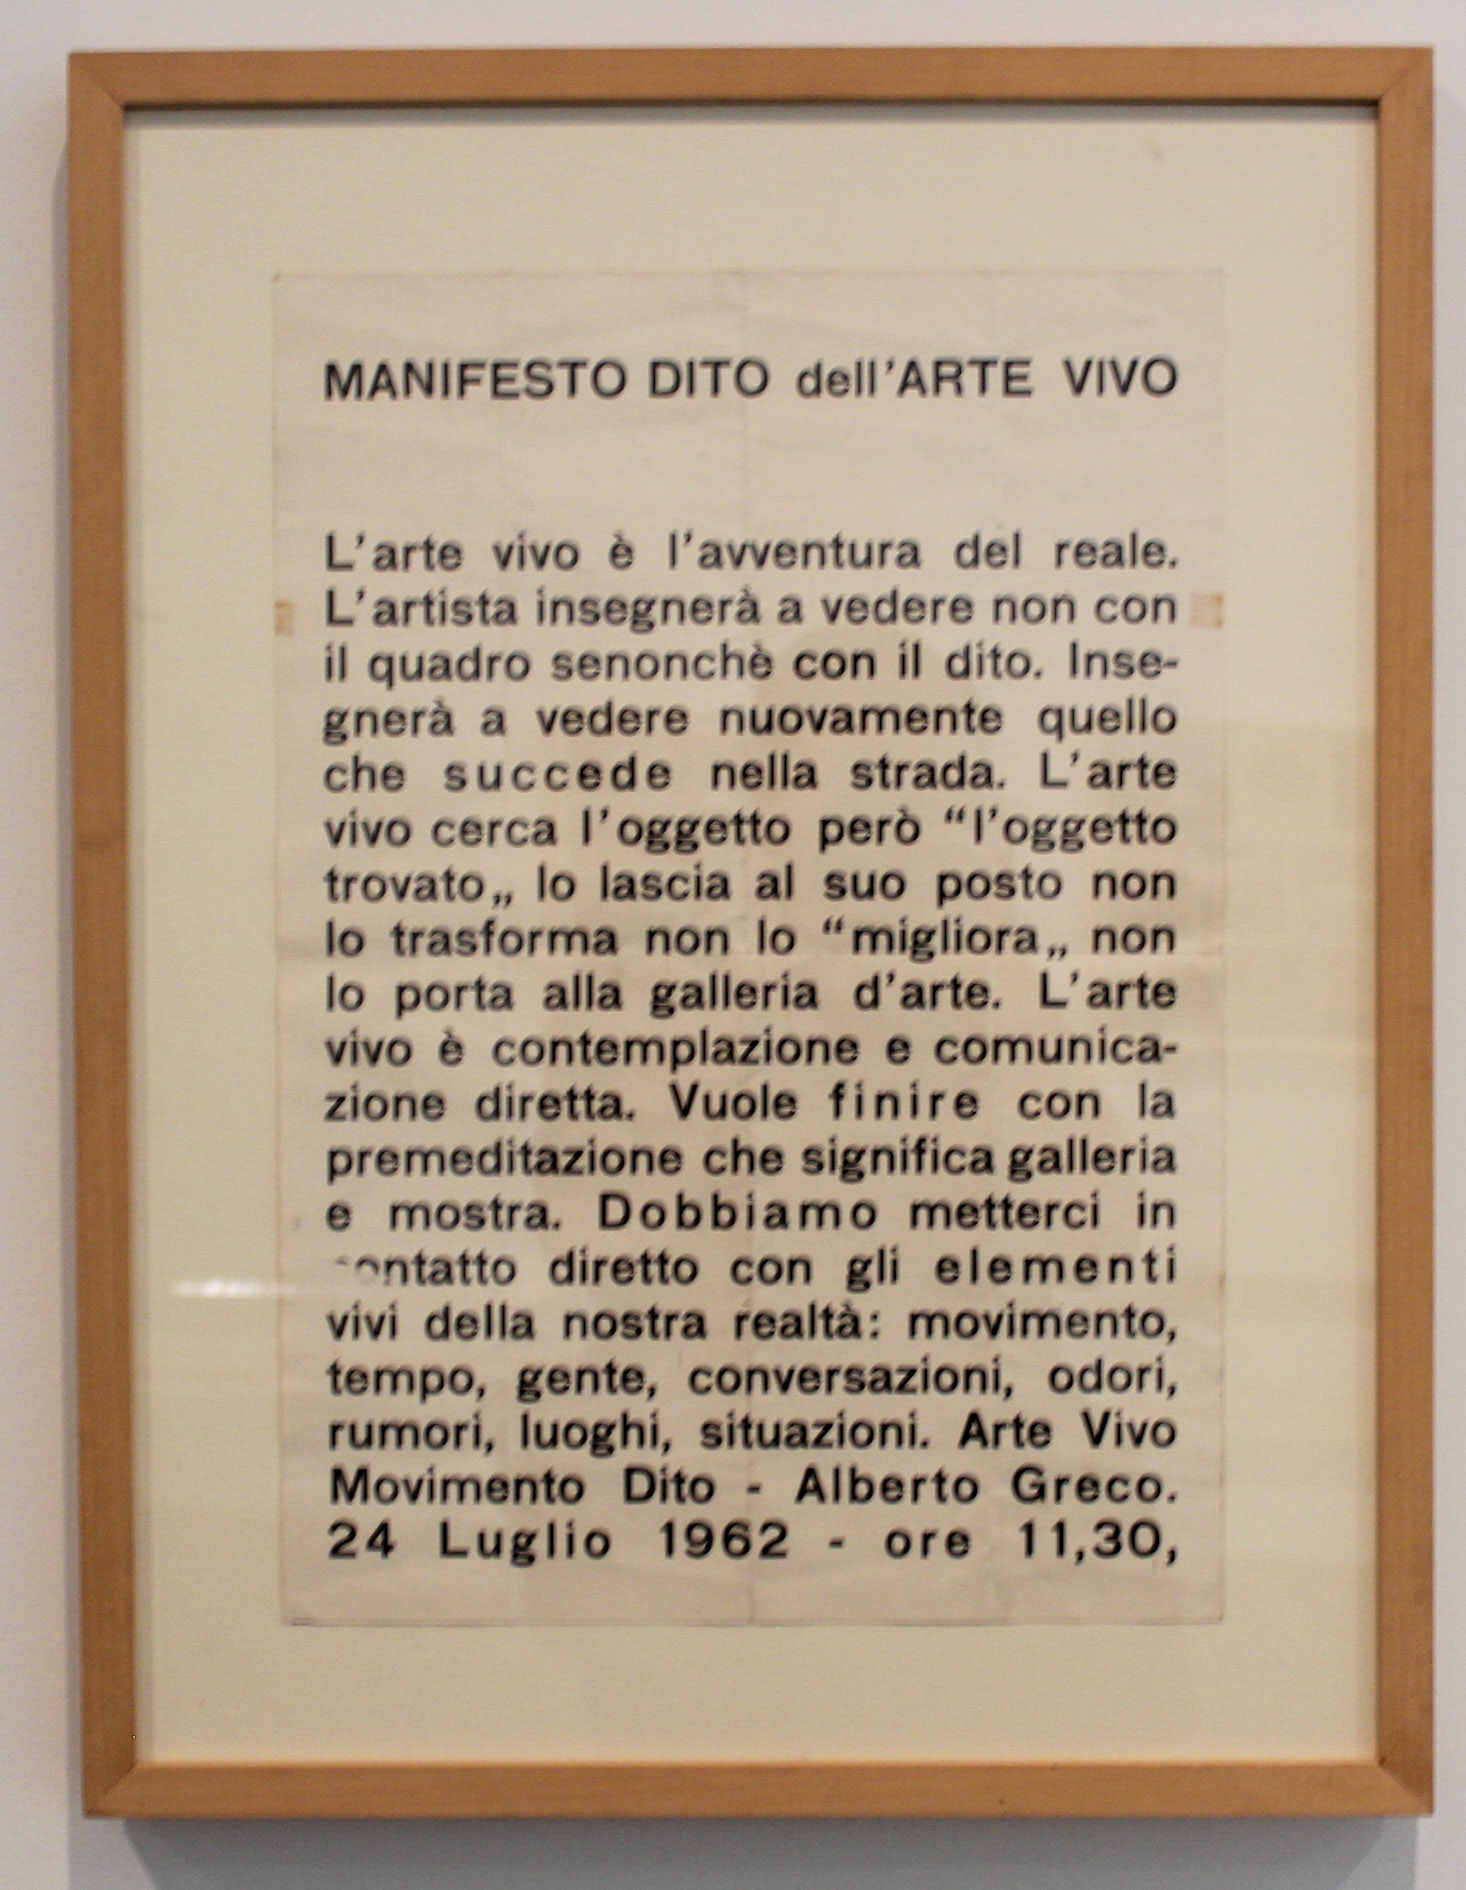 MANIFESTO DITO dell'ARTE VIVO
L'arte vivo è l'avventura del reale.
L'artista insegnerà a vedere non con
il quadro senonchè con il dito. Inse-
gnerà a vedere nuovamente quello
che succede nella strada. L'arte
vivo cerca l'oggetto però “l'oggetto
trovato„ lo lascia al suo posto non
lo trasforma non lo “migliora„ non
lo porta alla galleria d'arte. L'arte
vivo è contemplazione e comunica-
zione diretta. Vuole finire con la
premeditazione che significa galleria
e mostra. Dobbiamo metterci in
contatto diretto con gli elementi
vivi della nostra realtà: movimento,
tempo, gente, conversazioni, odori,
rumori, luoghi, situazioni. Arte Vivo
Movimento Dito - Alberto Greco.
24 Luglio 1962 - ore 11,30,